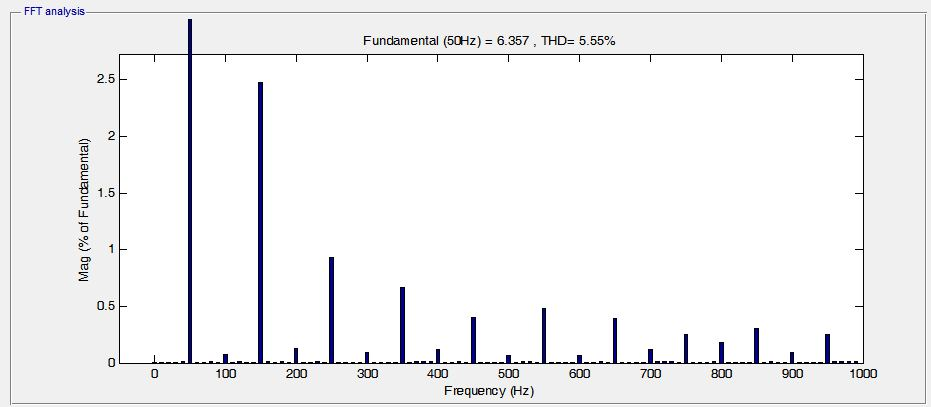 FFT analysis
Fundamental (50Hz) = 6.357 , THD= 5.55%
2.5
2
1.5
1
0.5
0
Mag (% of Fundamental)
0 100 200 300 400 500 600 700 800 900 1000
Frequency (Hz)